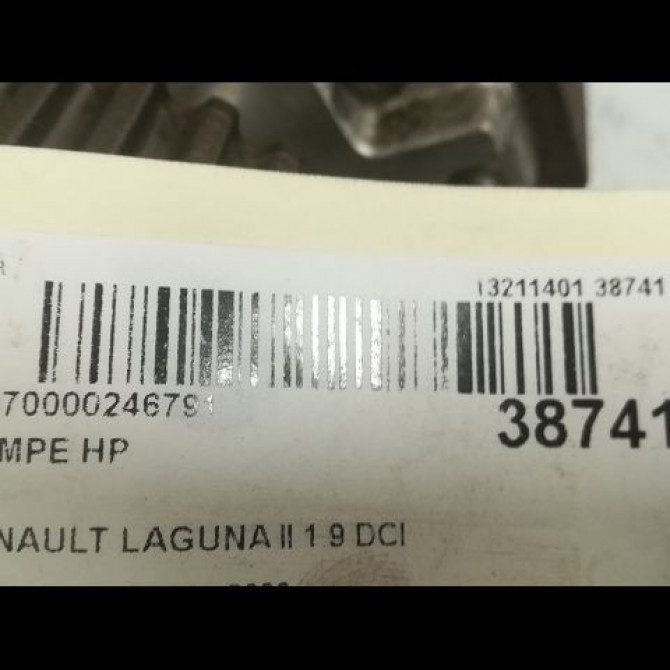 R
13211401 38741
70000246791
38741
MPE HP
NAULT LAGUNA II 1 9 DCI